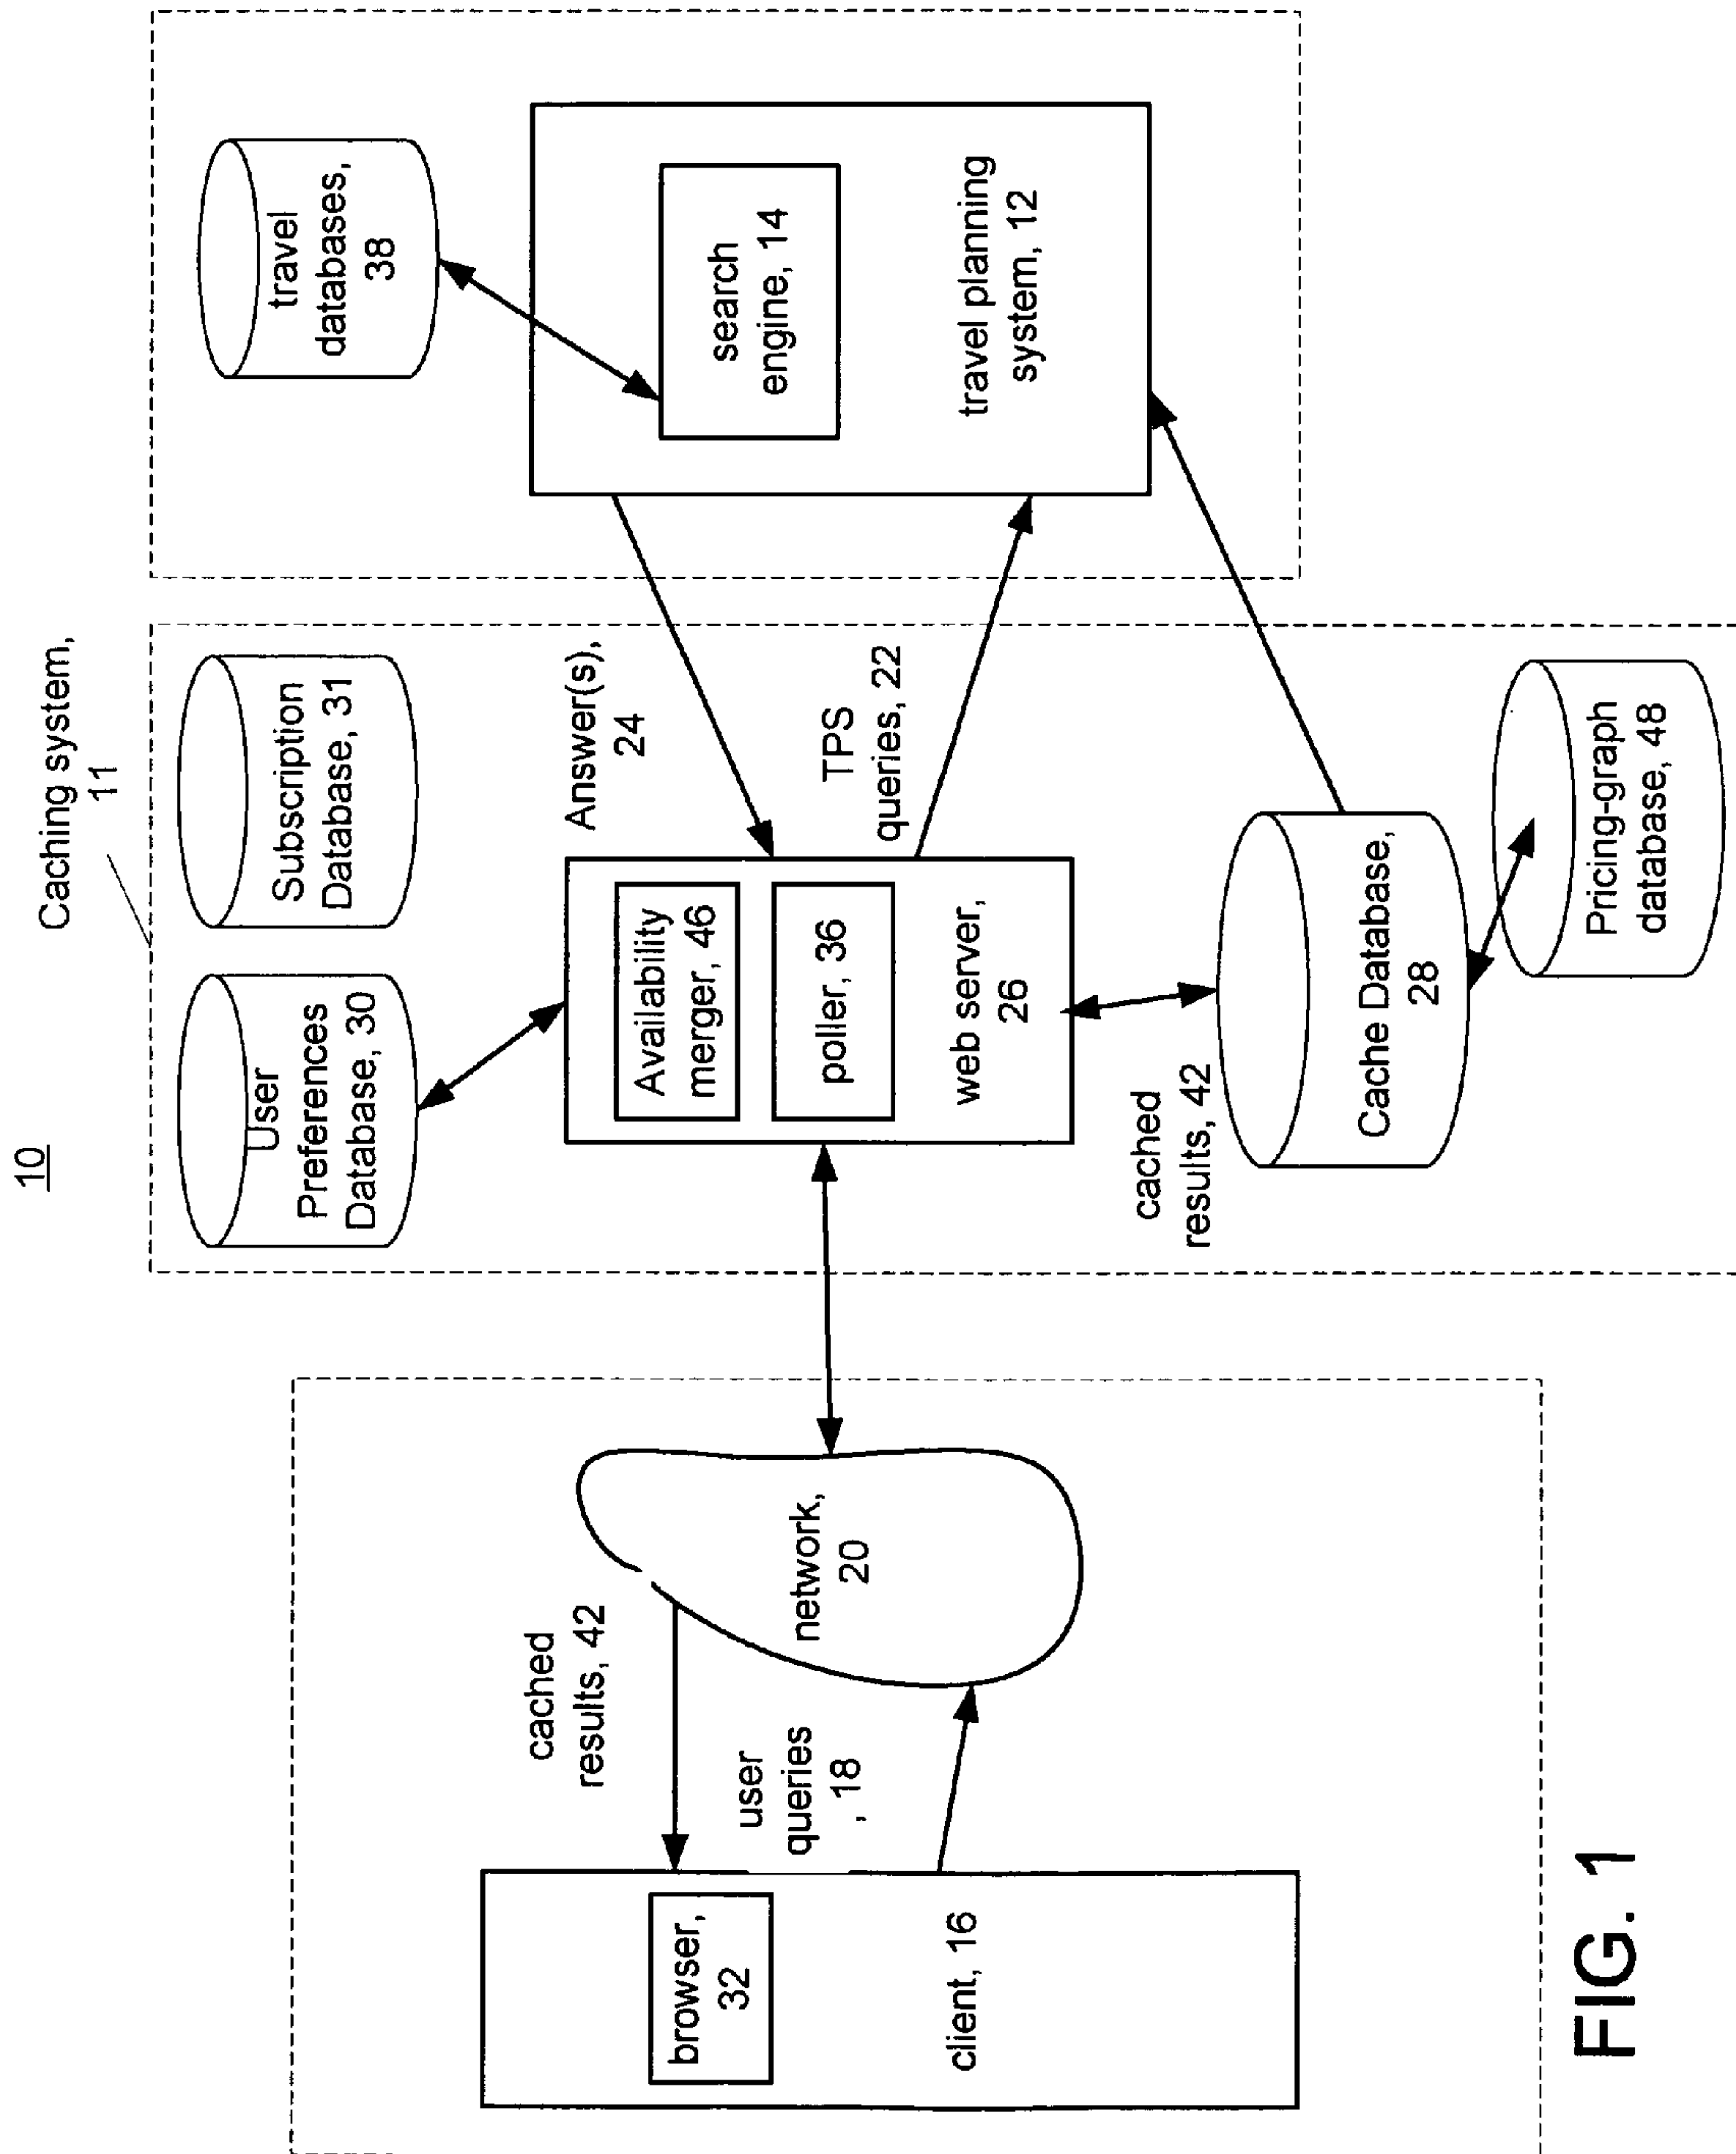 10
Caching system,
11
User
Preferences
Database, 30
Subscription
Database, 31
travel
databases,
38
Availability
merger, 46
poller, 36
web server,
26
Answer(s),
24
TPS
queries, 22
search
engine, 14
travel planning
system, 12
cached
results, 42
user
queries
, 18
browser,
32
client, 16
network,
20
cached
results, 42
Cache Database,
28
Pricing-graph
database, 48
FIG. 1